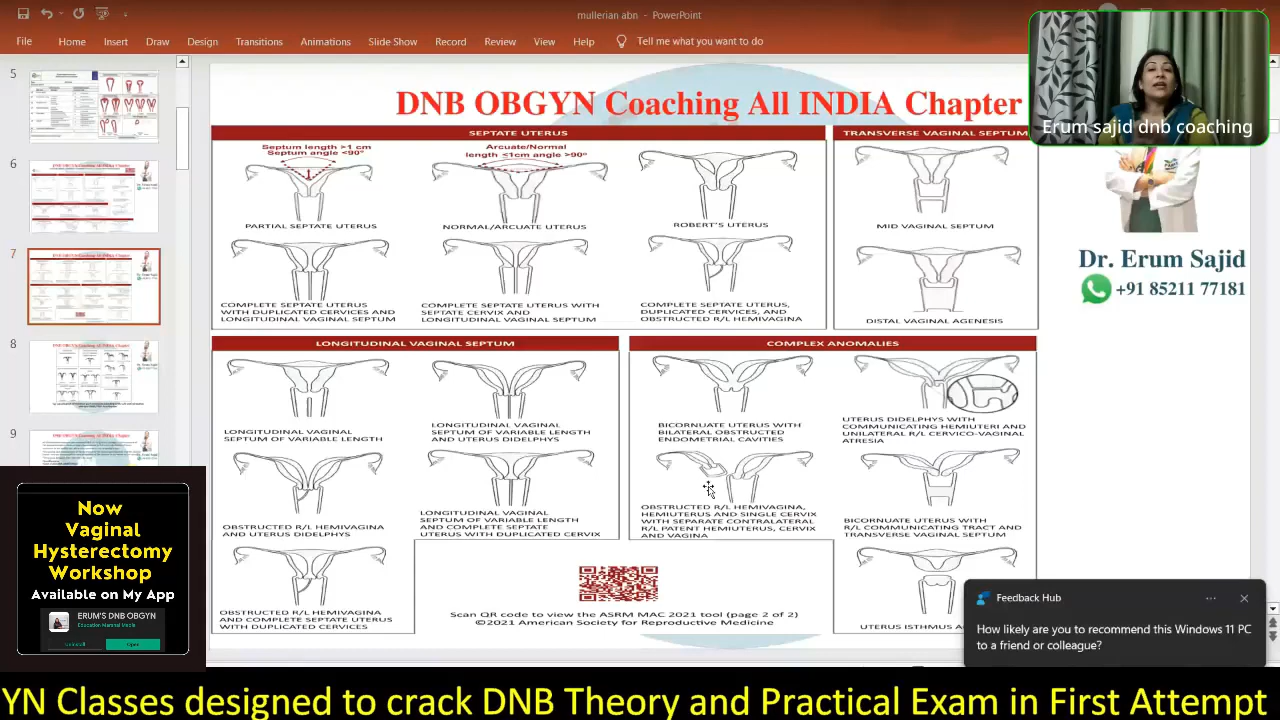 mullerian abn - PowerPoint
File Home Insert Draw Design Transitions Animations Slide Show Record Review View Help Tell me what you want to do
5
6
7
8
DNB OBGYN Coaching All INDIA Chapter
Erum sajid dnb coaching
SEPTATE UTERUS
Septum length >1 cm
Septum angle <90°
PARTIAL SEPTATE UTERUS
Arcuate/Normal
length ≤1cm angle >90°
NORMAL/ARCUATE UTERUS
ROBERT'S UTERUS
COMPLETE SEPTATE UTERUS
WITH DUPLICATED CERVICES AND
LONGITUDINAL VAGINAL SEPTUM
COMPLETE SEPTATE UTERUS WITH
SEPTATE CERVIX AND
LONGITUDINAL VAGINAL SEPTUM
COMPLETE SEPTATE UTERUS,
DUPLICATED CERVICES, AND
OBSTRUCTED R/L HEMIVAGINA
TRANSVERSE VAGINAL SEPTUM
MID VAGINAL SEPTUM
DISTAL VAGINAL AGENESIS
Dr. Erum Sajid
+91 85211 77181
LONGITUDINAL VAGINAL SEPTUM
LONGITUDINAL VAGINAL
SEPTUM OF VARIABLE LENGTH
LONGITUDINAL VAGINAL
SEPTUM OF VARIABLE LENGTH
AND UTERUS DIDELPHYS
OBSTRUCTED R/L HEMIVAGINA
AND UTERUS DIDELPHYS
LONGITUDINAL VAGINAL
SEPTUM OF VARIABLE LENGTH
AND COMPLETE SEPTATE
UTERUS WITH DUPLICATED CERVIX
OBSTRUCTED R/L HEMIVAGINA
AND COMPLETE SEPTATE UTERUS
WITH DUPLICATED CERVICES
COMPLEX ANOMALIES
BICORNUATE UTERUS WITH
BILATERAL OBSTRUCTED
ENDOMETRIAL CAVITIES
UTERUS DIDELPHYS WITH
COMMUNICATING HEMIUTERI AND
UNILATERAL R/L CERVICO-VAGINAL
ATRESIA
OBSTRUCTED R/L HEMIVAGINA,
HEMIUTERUS AND SINGLE CERVIX
WITH SEPARATE CONTRALATERAL
R/L PATENT HEMIUTERUS, CERVIX
AND VAGINA
BICORNUATE UTERUS WITH
R/L COMMUNICATING TRACT AND
TRANSVERSE VAGINAL SEPTUM
UTERUS ISTHMUS
Scan QR code to view the ASRM MAC 2021 tool (page 2 of 2)
©2021 American Society for Reproductive Medicine
Now
Vaginal
Hysterectomy
Workshop
Available on My App
ERUM'S DNB OBGYN
Uninstall Open
Feedback Hub
How likely are you to recommend this Windows 11 PC
to a friend or colleague?
YN Classes designed to crack DNB Theory and Practical Exam in First Attempt